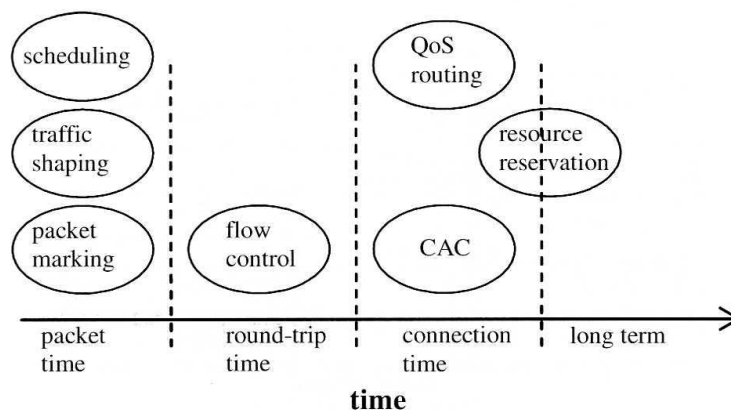 scheduling
QoS
routing
traffic
shaping
resource
reservation
packet
marking
flow
control
CAC
packet
time
round-trip
time
connection
time
long term
time